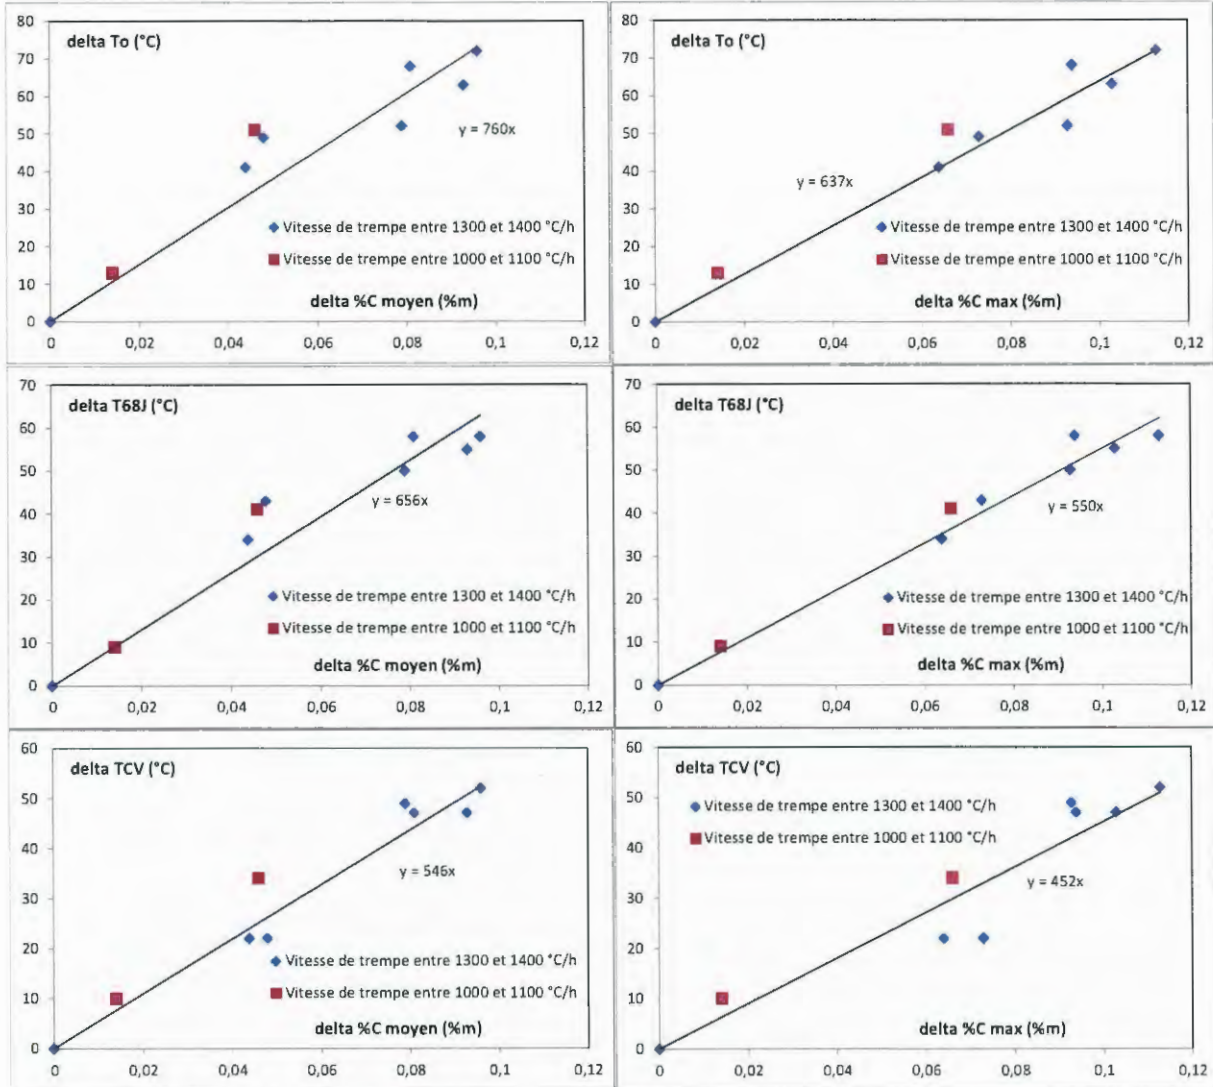 delta To (°C)
80
70
60
50
40
30
20
10
0
y = 760x
Vitesse de trempe entre 1300 et 1400 °C/h
Vitesse de trempe entre 1000 et 1100 °C/h
delta %C moyen (%m)
0 0,02 0,04 0,06 0,08 0,1 0,12
delta To (°C)
80
70
60
50
40
30
20
10
0
y = 637x
Vitesse de trempe entre 1300 et 1400 °C/h
Vitesse de trempe entre 1000 et 1100 °C/h
delta %C max (%m)
0 0,02 0,04 0,06 0,08 0,1 0,12
delta T68J (°C)
70
60
50
40
30
20
10
0
y = 656x
Vitesse de trempe entre 1300 et 1400 °C/h
Vitesse de trempe entre 1000 et 1100 °C/h
delta %C moyen (%m)
0 0,02 0,04 0,06 0,08 0,1 0,12
delta T68J (°C)
70
60
50
40
30
20
10
0
y = 550x
Vitesse de trempe entre 1300 et 1400 °C/h
Vitesse de trempe entre 1000 et 1100 °C/h
delta %C max (%m)
0 0,02 0,04 0,06 0,08 0,1 0,12
delta TCV (°C)
60
50
40
30
20
10
0
y = 546x
Vitesse de trempe entre 1300 et 1400 °C/h
Vitesse de trempe entre 1000 et 1100 °C/h
delta %C moyen (%m)
0 0,02 0,04 0,06 0,08 0,1 0,12
delta TCV (°C)
60
50
40
30
20
10
0
Vitesse de trempe entre 1300 et 1400 °C/h
Vitesse de trempe entre 1000 et 1100 °C/h
y = 452x
delta %C max (%m)
0 0,02 0,04 0,06 0,08 0,1 0,12